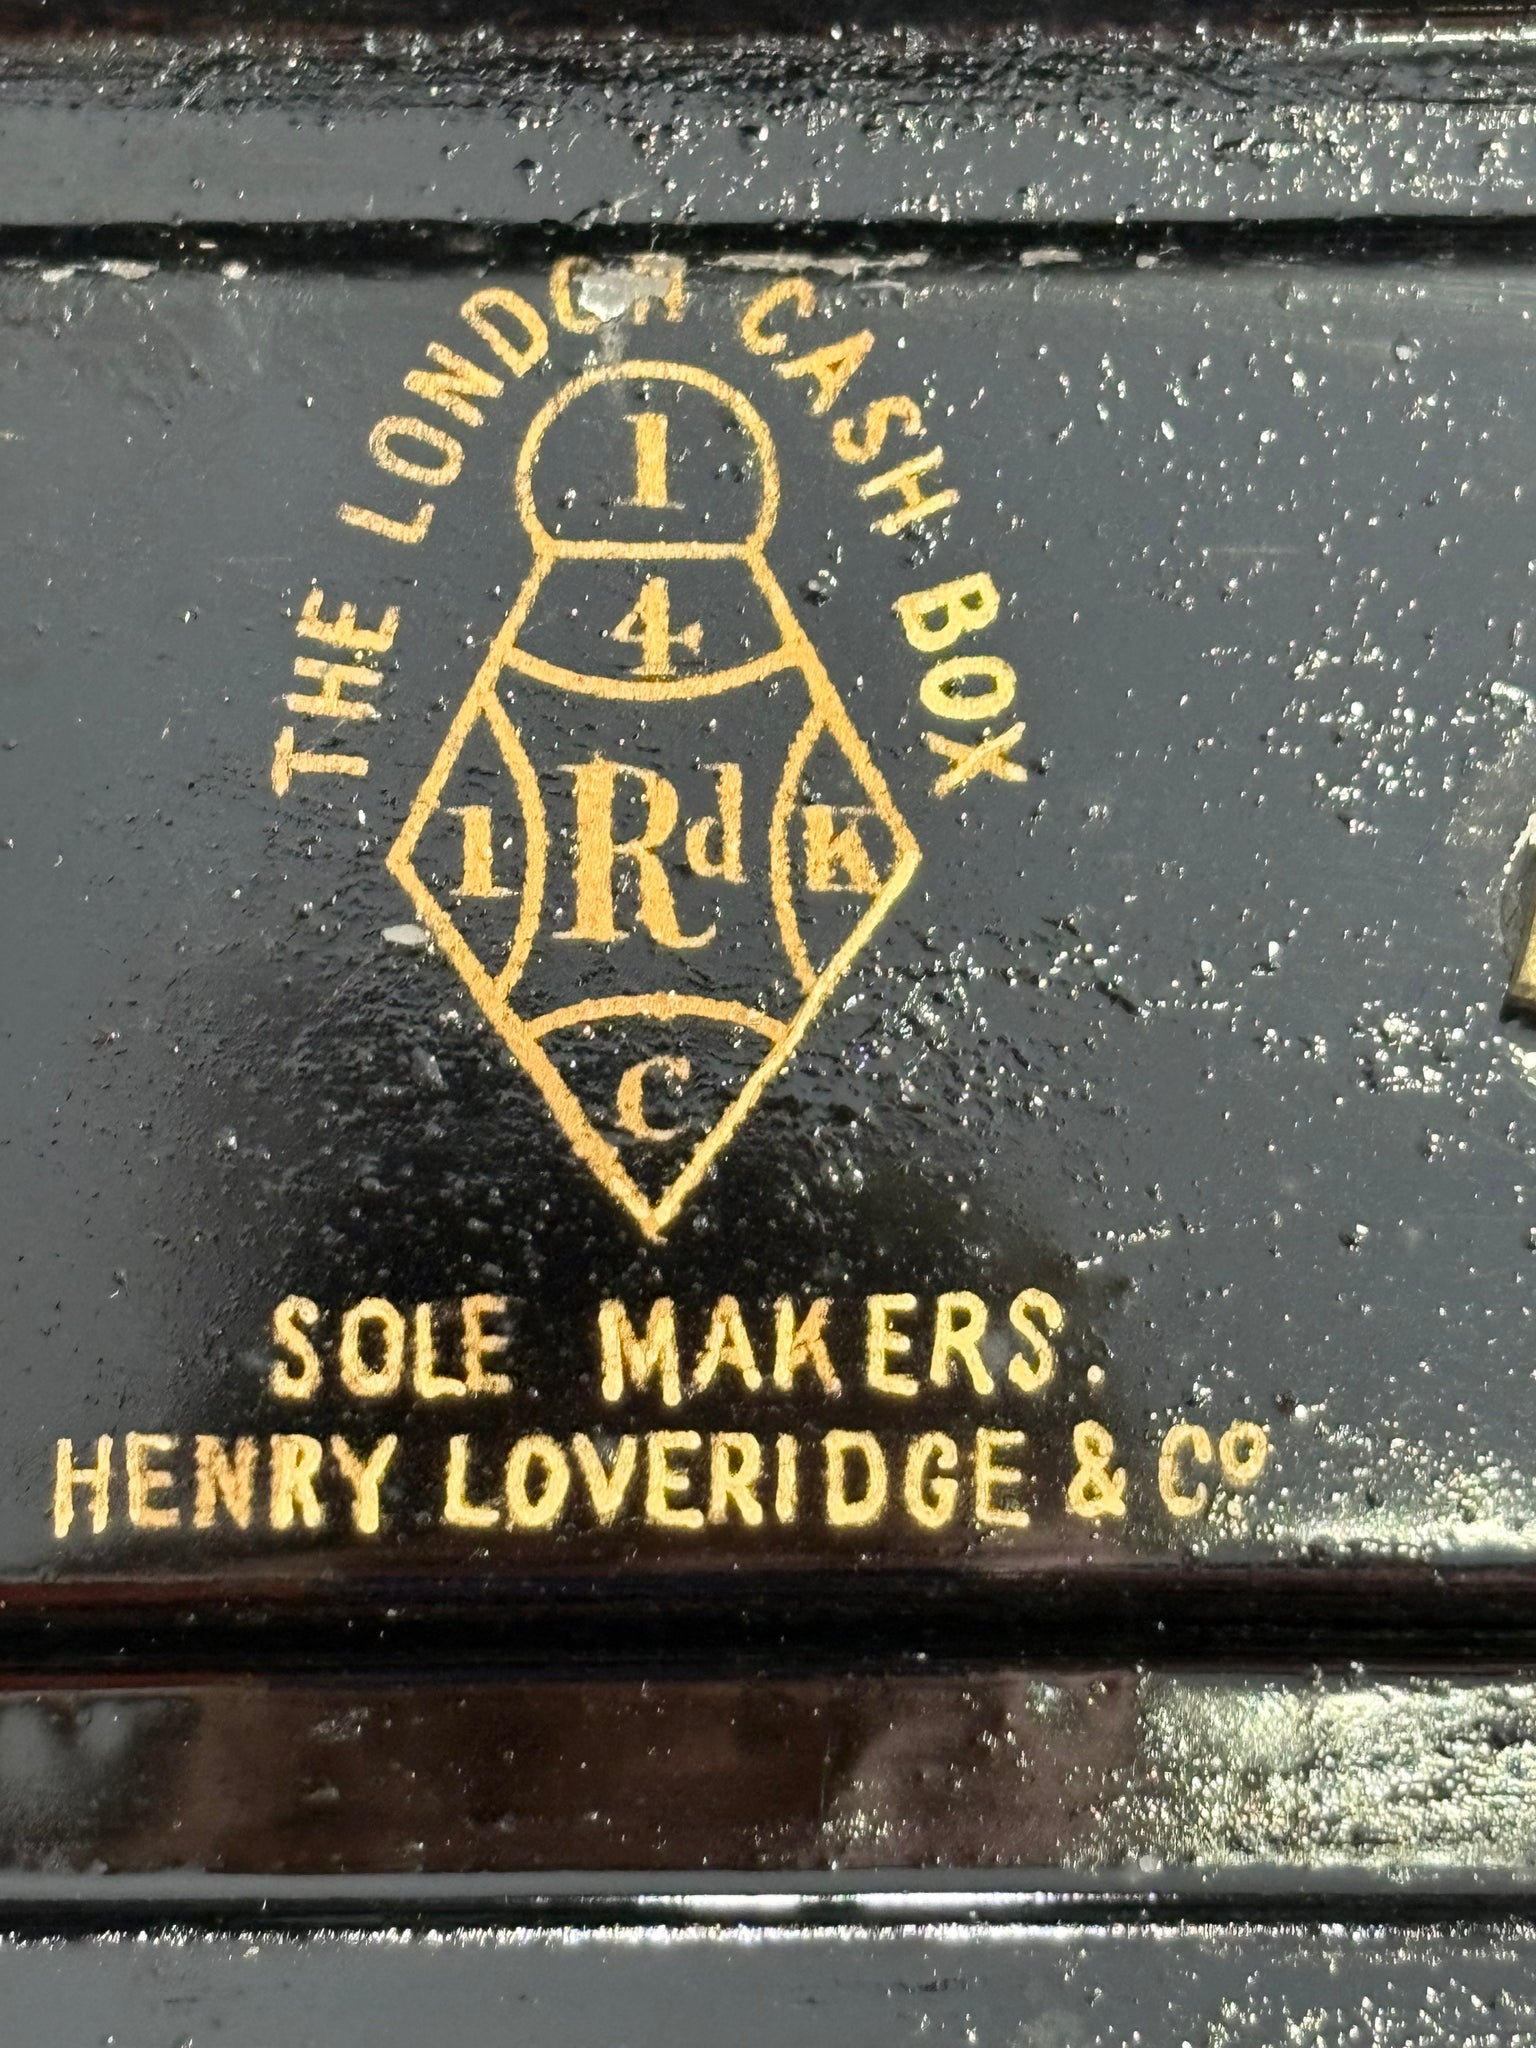 THE LONDON CASH BOX
1
4
1 Rd K
C
SOLE MAKERS.
HENRY LOVERIDGE & Co